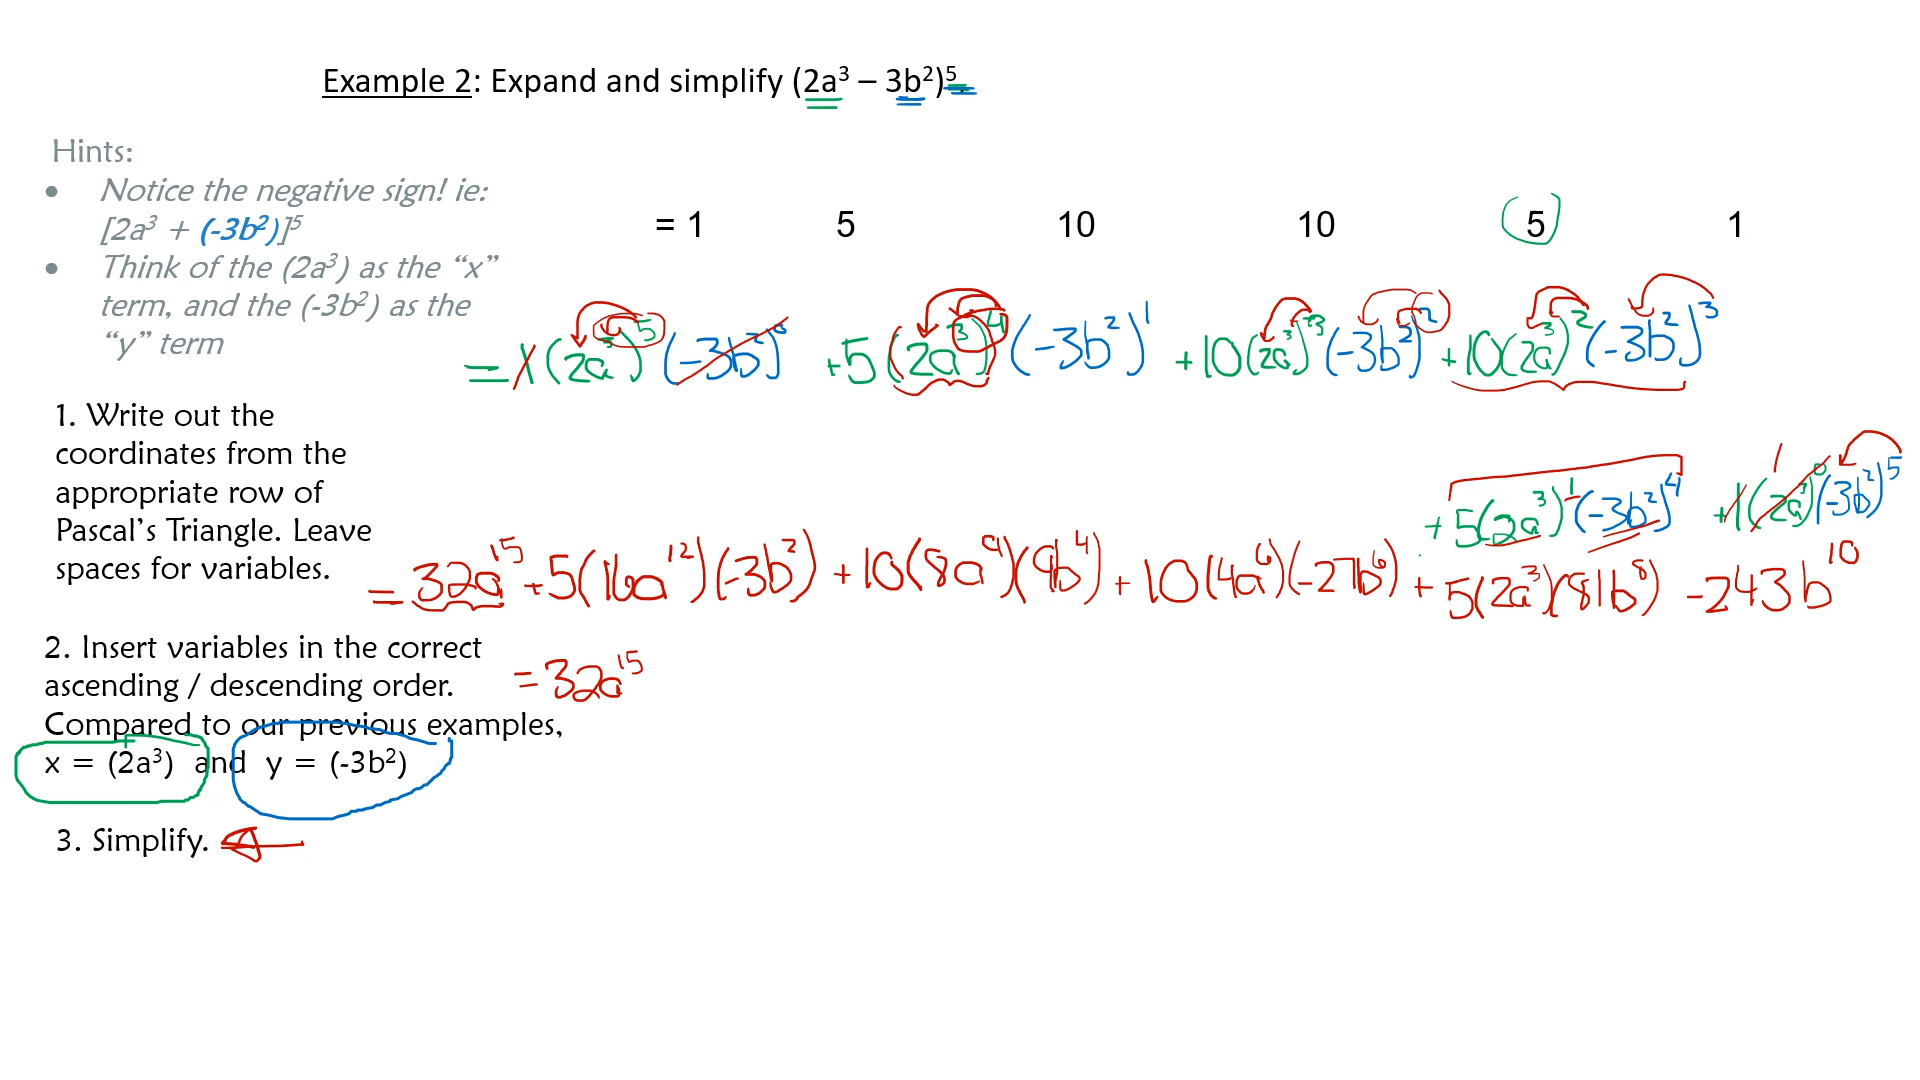 Example 2: Expand and simplify (2a³ – 3b²)⁵
Hints:
• Notice the negative sign! ie:
[2a³ + (-3b²)]⁵
• Think of the (2a³) as the “x”
term, and the (-3b²) as the
“y” term
= 1 5 10 10 5 1
= 1(2a³)⁵(-3b²)⁰ +5(2a³)⁴(-3b²)¹ +10(2a³)³(-3b²)² +10(2a³)²(-3b²)³
+5(2a³)¹(-3b²)⁴ +1(2a³)⁰(-3b²)⁵
1
1. Write out the
coordinates from the
appropriate row of
Pascal’s Triangle. Leave
spaces for variables.
= 32a¹⁵ +5(16a¹²)(-3b²) +10(8a⁹)(9b⁴) +10(4a⁶)(-27b⁶) +5(2a³)(81b⁸) -243b¹⁰
2. Insert variables in the correct
ascending / descending order.
Compared to our previous examples,
x = (2a³) and y = (-3b²)
= 32a¹⁵
3. Simplify.